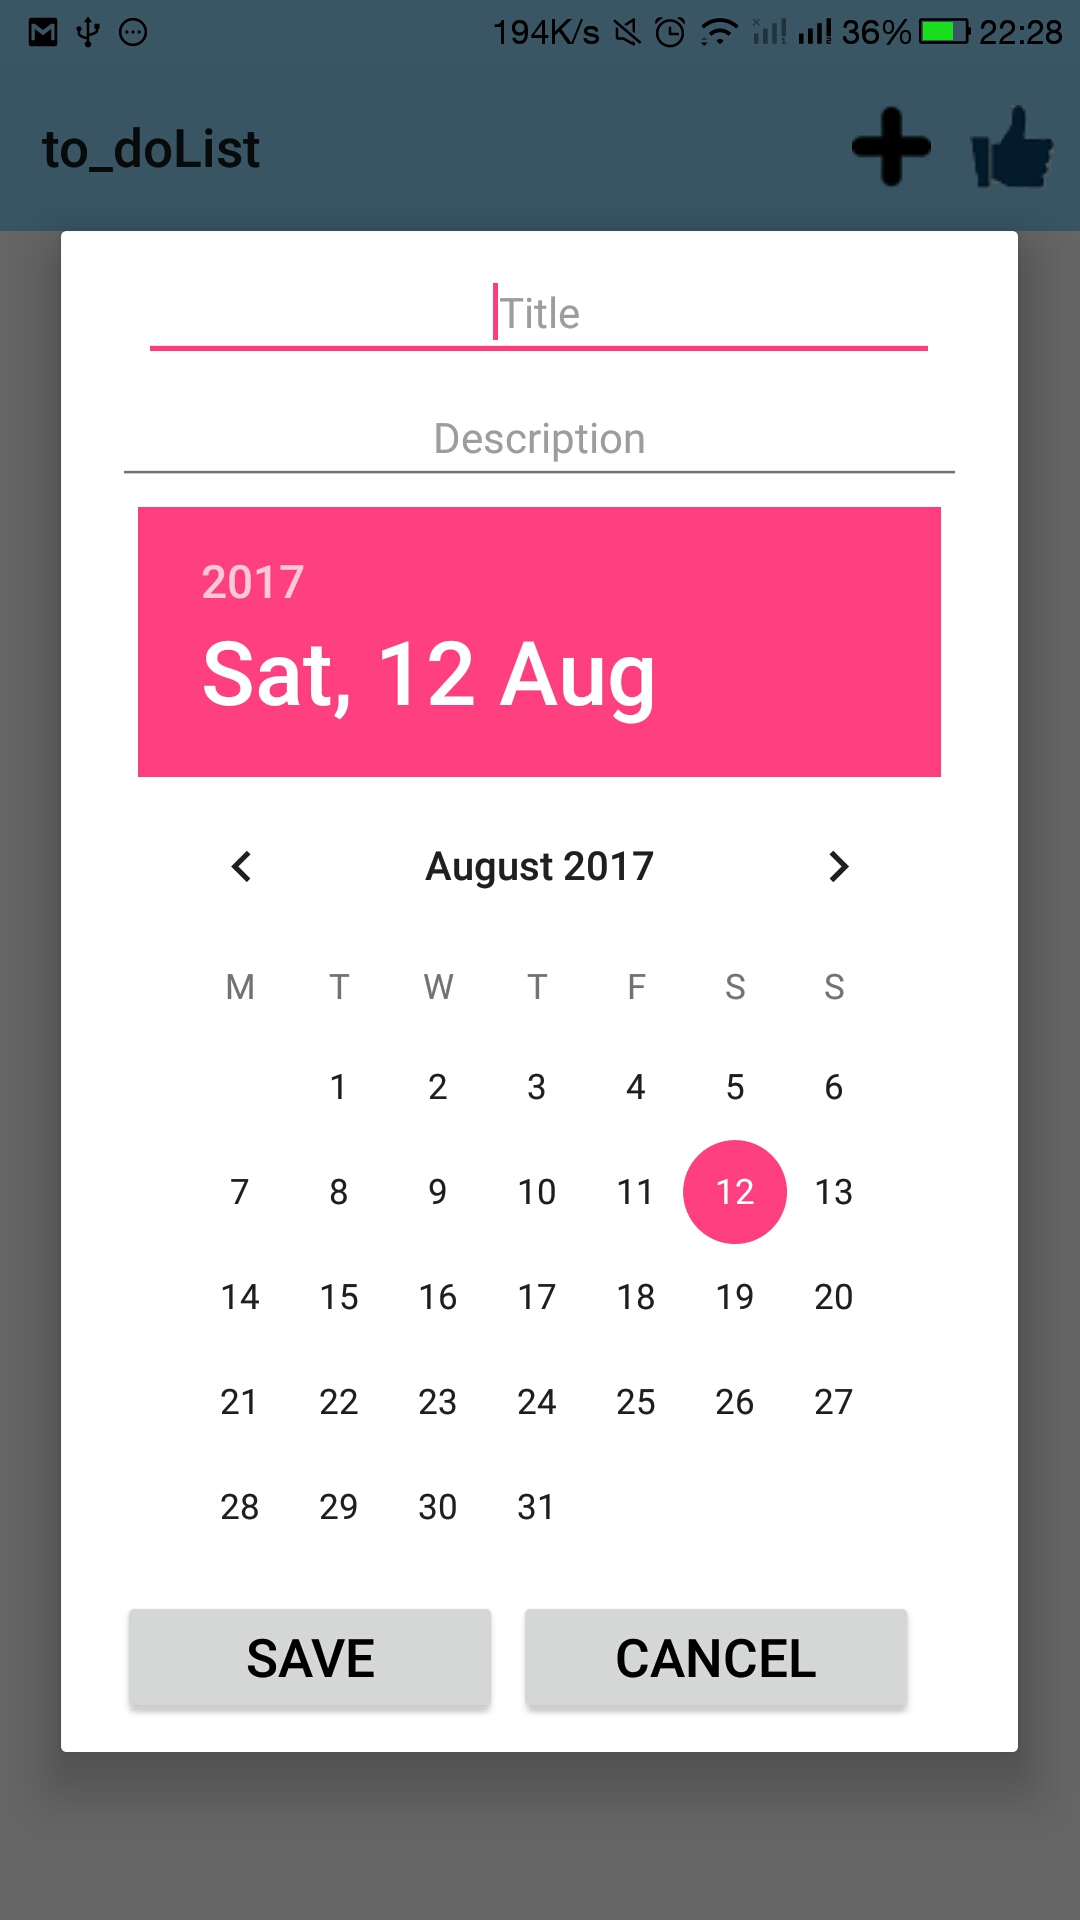 194K/s 36% 22:28
to_doList
Title
Description
2017
Sat, 12 Aug
August 2017
M T W T F S S
1 2 3 4 5 6
7 8 9 10 11 12 13
14 15 16 17 18 19 20
21 22 23 24 25 26 27
28 29 30 31
SAVE CANCEL